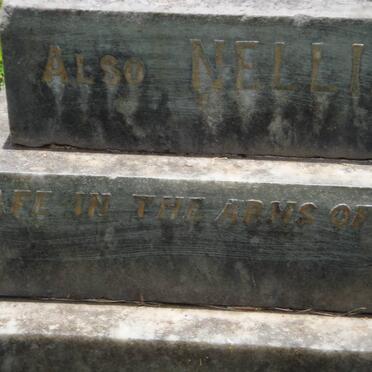 ALSO NELLI
AFE IN THE ARMS OF